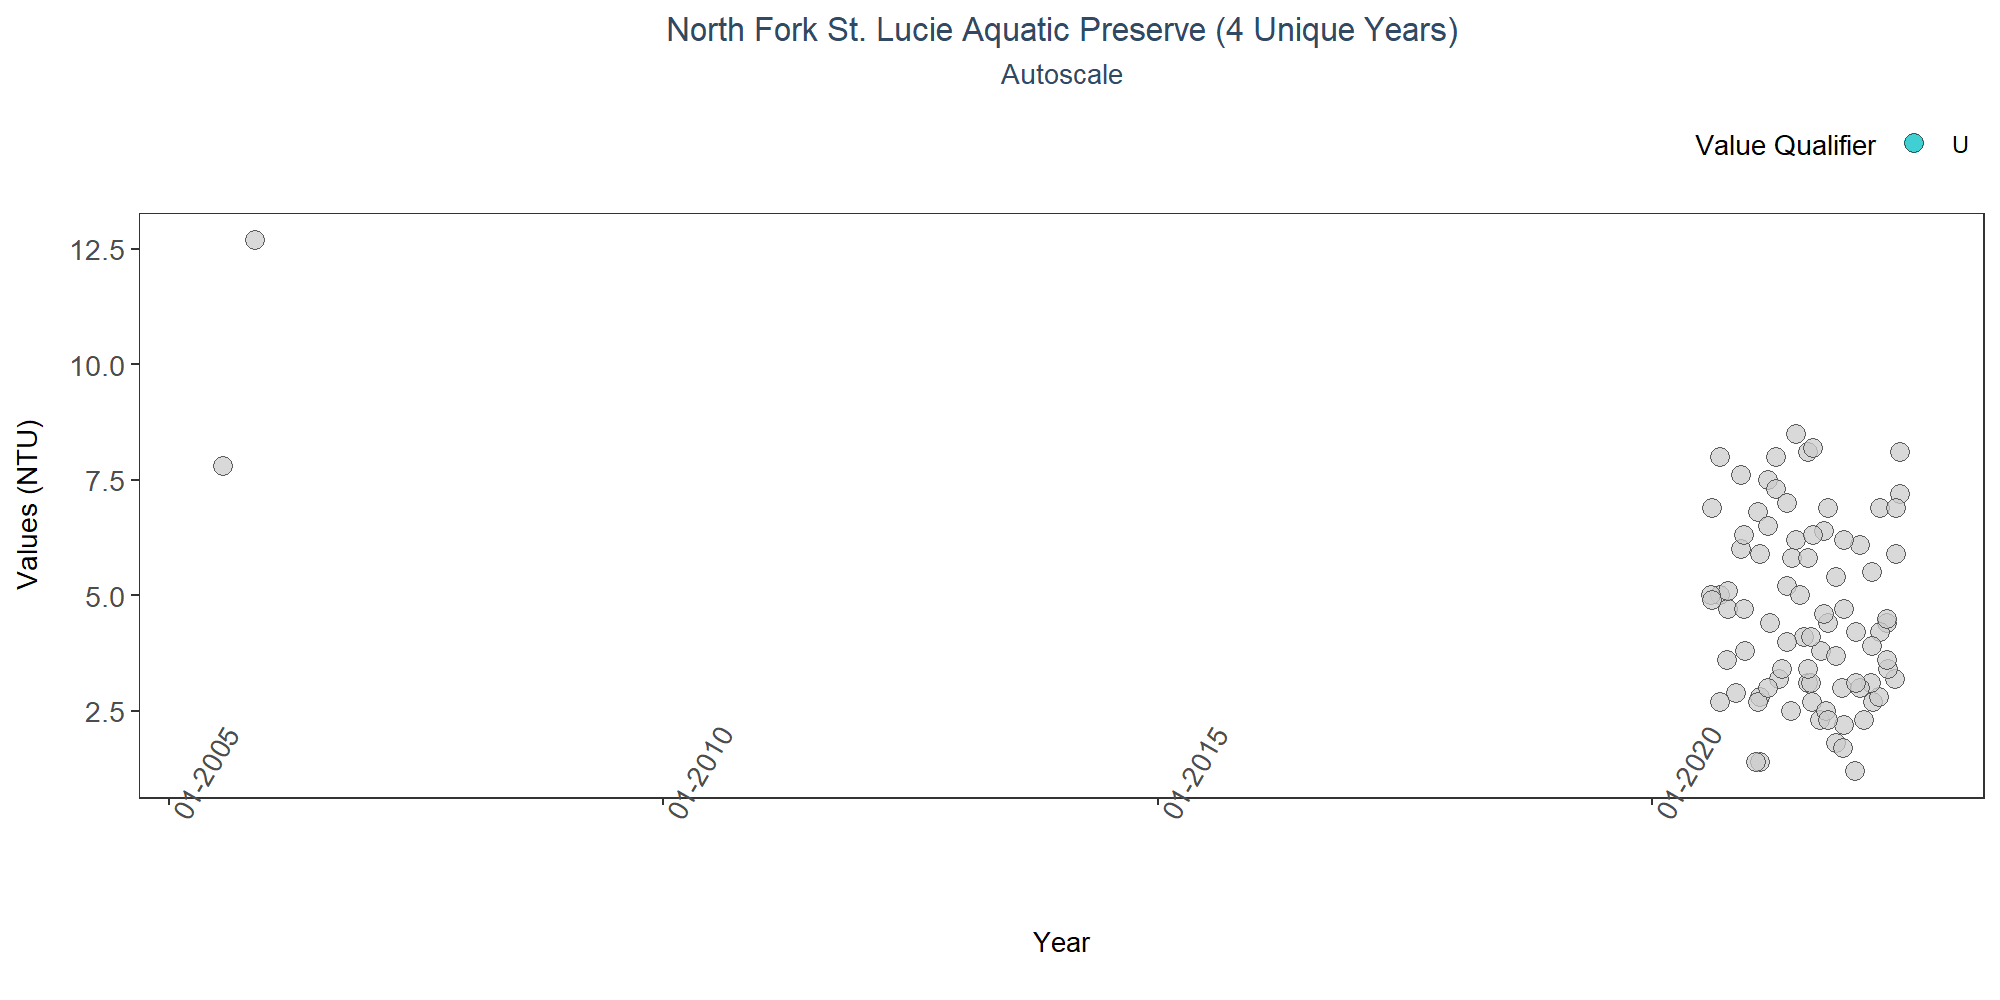 North Fork St. Lucie Aquatic Preserve (4 Unique Years)
Autoscale
Value Qualifier U
12.5
10.0
7.5
5.0
2.5
Values (NTU)
01-2005
01-2010
01-2015
01-2020
Year